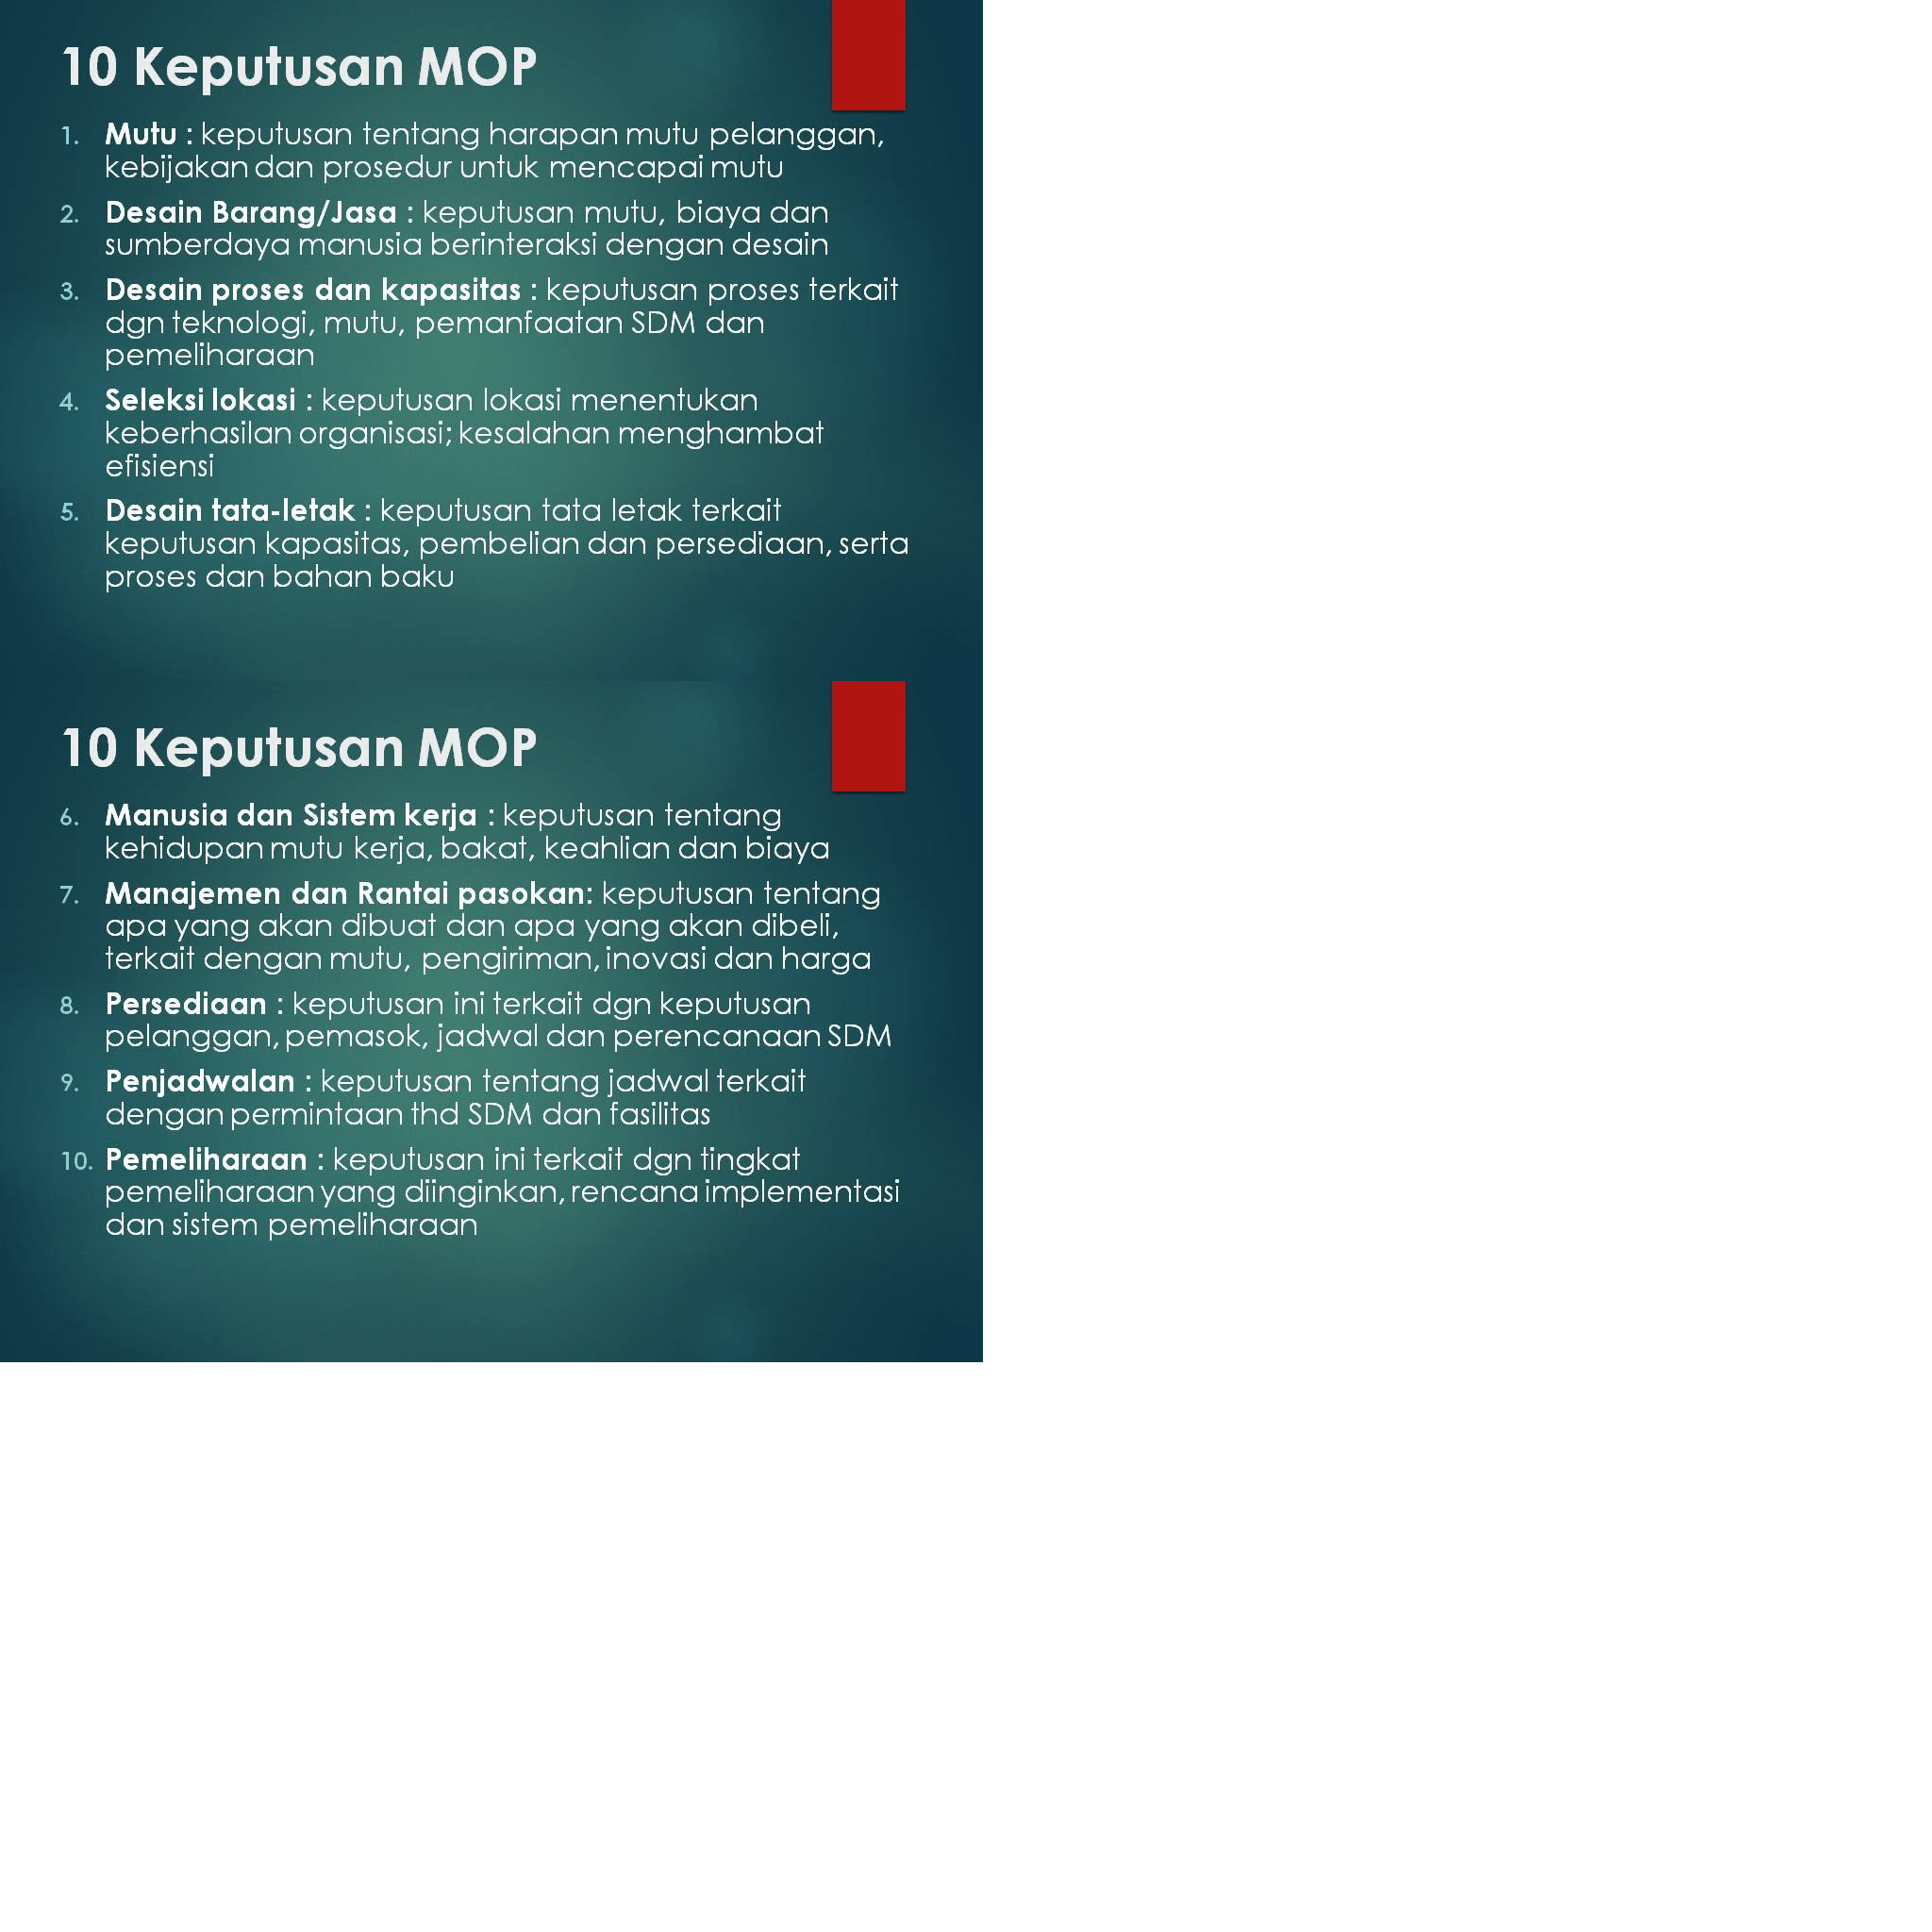 10 Keputusan MOP
1. Mutu : keputusan tentang harapan mutu pelanggan,
kebijakan dan prosedur untuk mencapai mutu
2. Desain Barang/Jasa : keputusan mutu, biaya dan
sumberdaya manusia berinteraksi dengan desain
3. Desain proses dan kapasitas : keputusan proses terkait
dgn teknologi, mutu, pemanfaatan SDM dan
pemeliharaan
4. Seleksi lokasi : keputusan lokasi menentukan
keberhasilan organisasi; kesalahan menghambat
efisiensi
5. Desain tata-letak : keputusan tata letak terkait
keputusan kapasitas, pembelian dan persediaan, serta
proses dan bahan baku
10 Keputusan MOP
6. Manusia dan Sistem kerja : keputusan tentang
kehidupan mutu kerja, bakat, keahlian dan biaya
7. Manajemen dan Rantai pasokan: keputusan tentang
apa yang akan dibuat dan apa yang akan dibeli,
terkait dengan mutu, pengiriman, inovasi dan harga
8. Persediaan : keputusan ini terkait dgn keputusan
pelanggan, pemasok, jadwal dan perencanaan SDM
9. Penjadwalan : keputusan tentang jadwal terkait
dengan permintaan thd SDM dan fasilitas
10. Pemeliharaan : keputusan ini terkait dgn tingkat
pemeliharaan yang diinginkan, rencana implementasi
dan sistem pemeliharaan